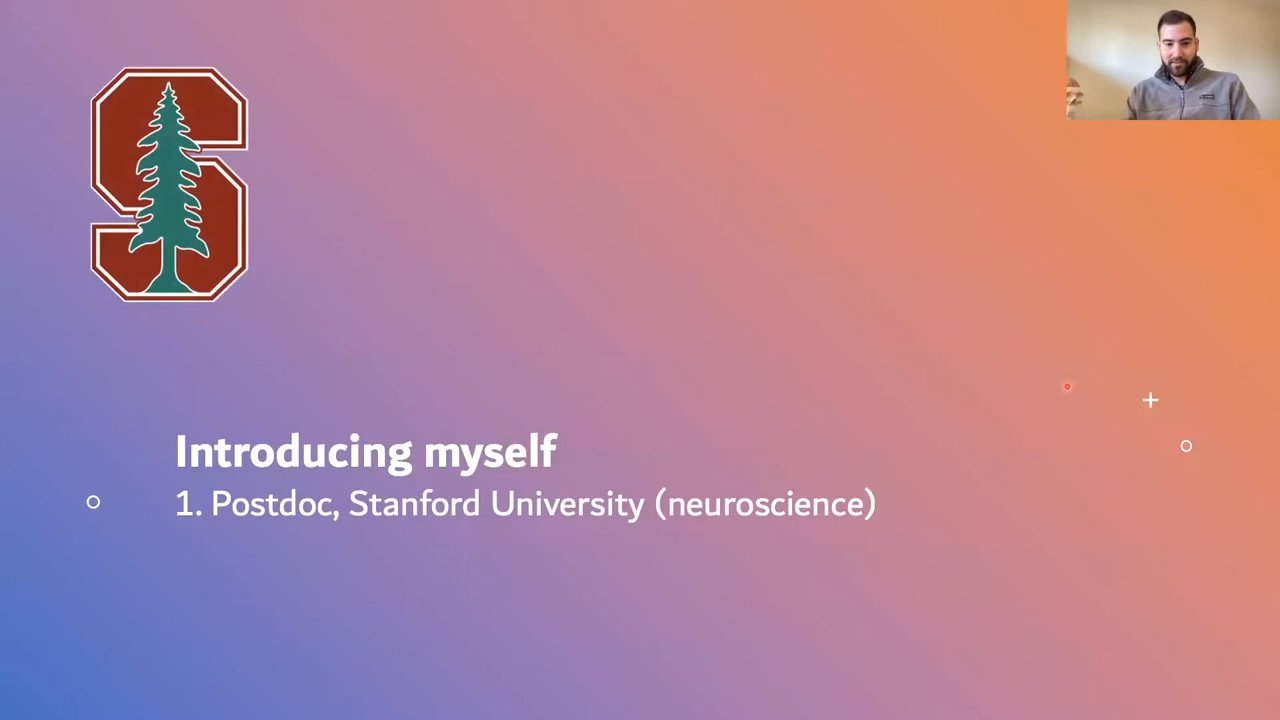 Introducing myself
1. Postdoc, Stanford University (neuroscience)